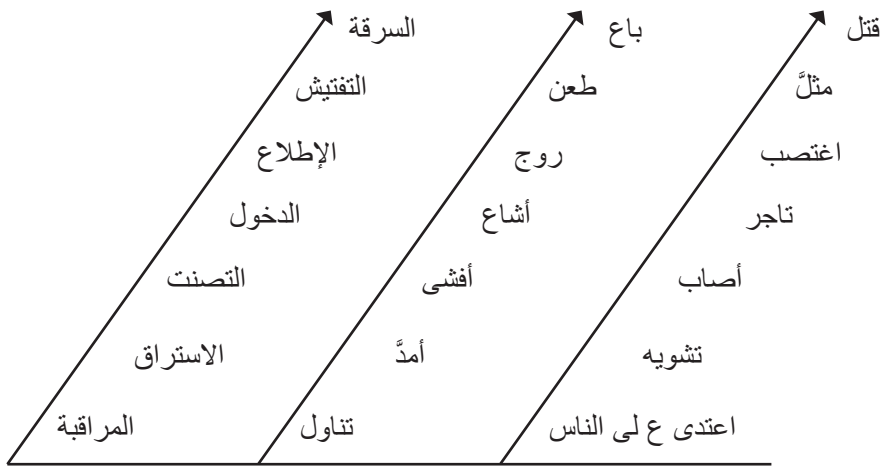 قتل
باع
السرقة
مثلَّ
طعن
التفتيش
اغتصب
روج
الإطلاع
تاجر
أشاع
الدخول
أصاب
أفشى
التصنت
تشويه
أمدَّ
الاستراق
اعتدى ع لى الناس
تناول
المراقبة